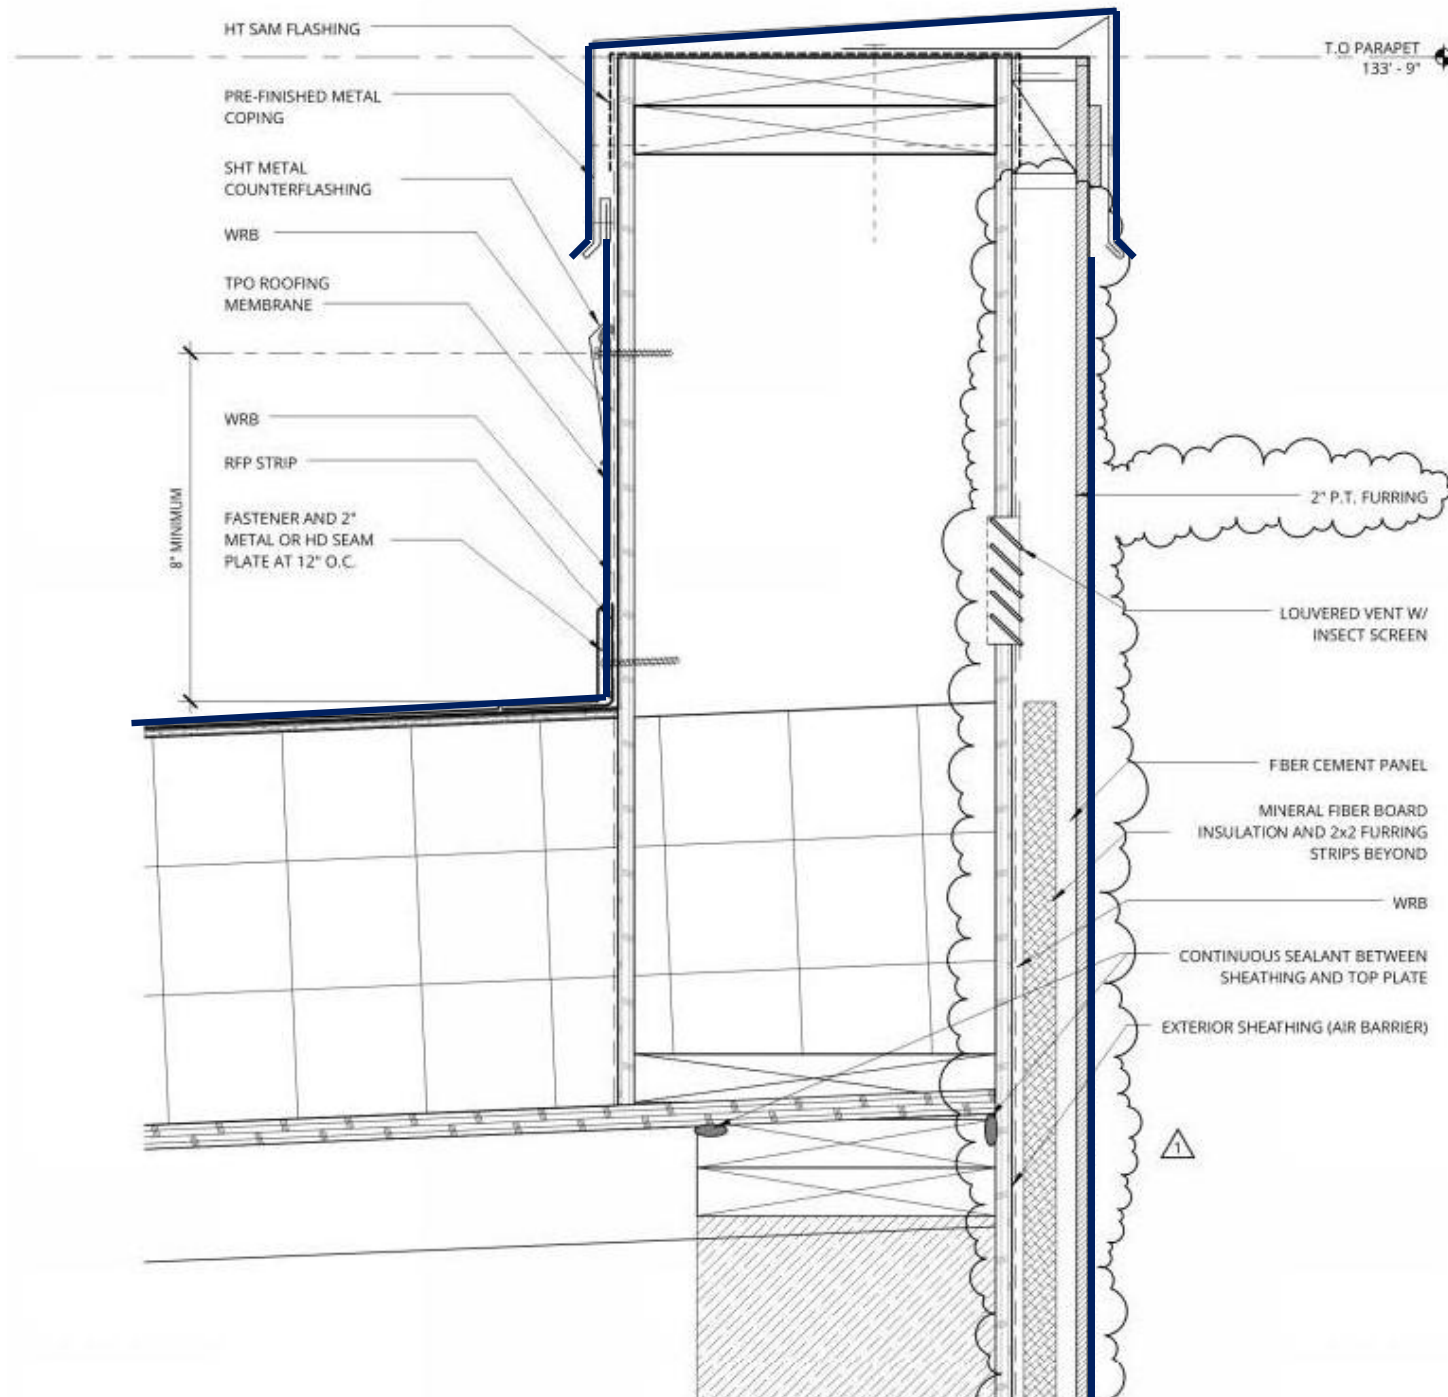 HT SAM FLASHING
PRE-FINISHED METAL
COPING
SHT METAL
COUNTERFLASHING
WRB
TPO ROOFING
MEMBRANE
WRB
RFP STRIP
FASTENER AND 2"
METAL OR HD SEAM
PLATE AT 12" O.C.
8" MINIMUM
T.O PARAPET
133' - 9"
2" P.T. FURRING
LOUVERED VENT W/
INSECT SCREEN
FIBER CEMENT PANEL
MINERAL FIBER BOARD
INSULATION AND 2x2 FURRING
STRIPS BEYOND
WRB
CONTINUOUS SEALANT BETWEEN
SHEATHING AND TOP PLATE
EXTERIOR SHEATHING (AIR BARRIER)
1